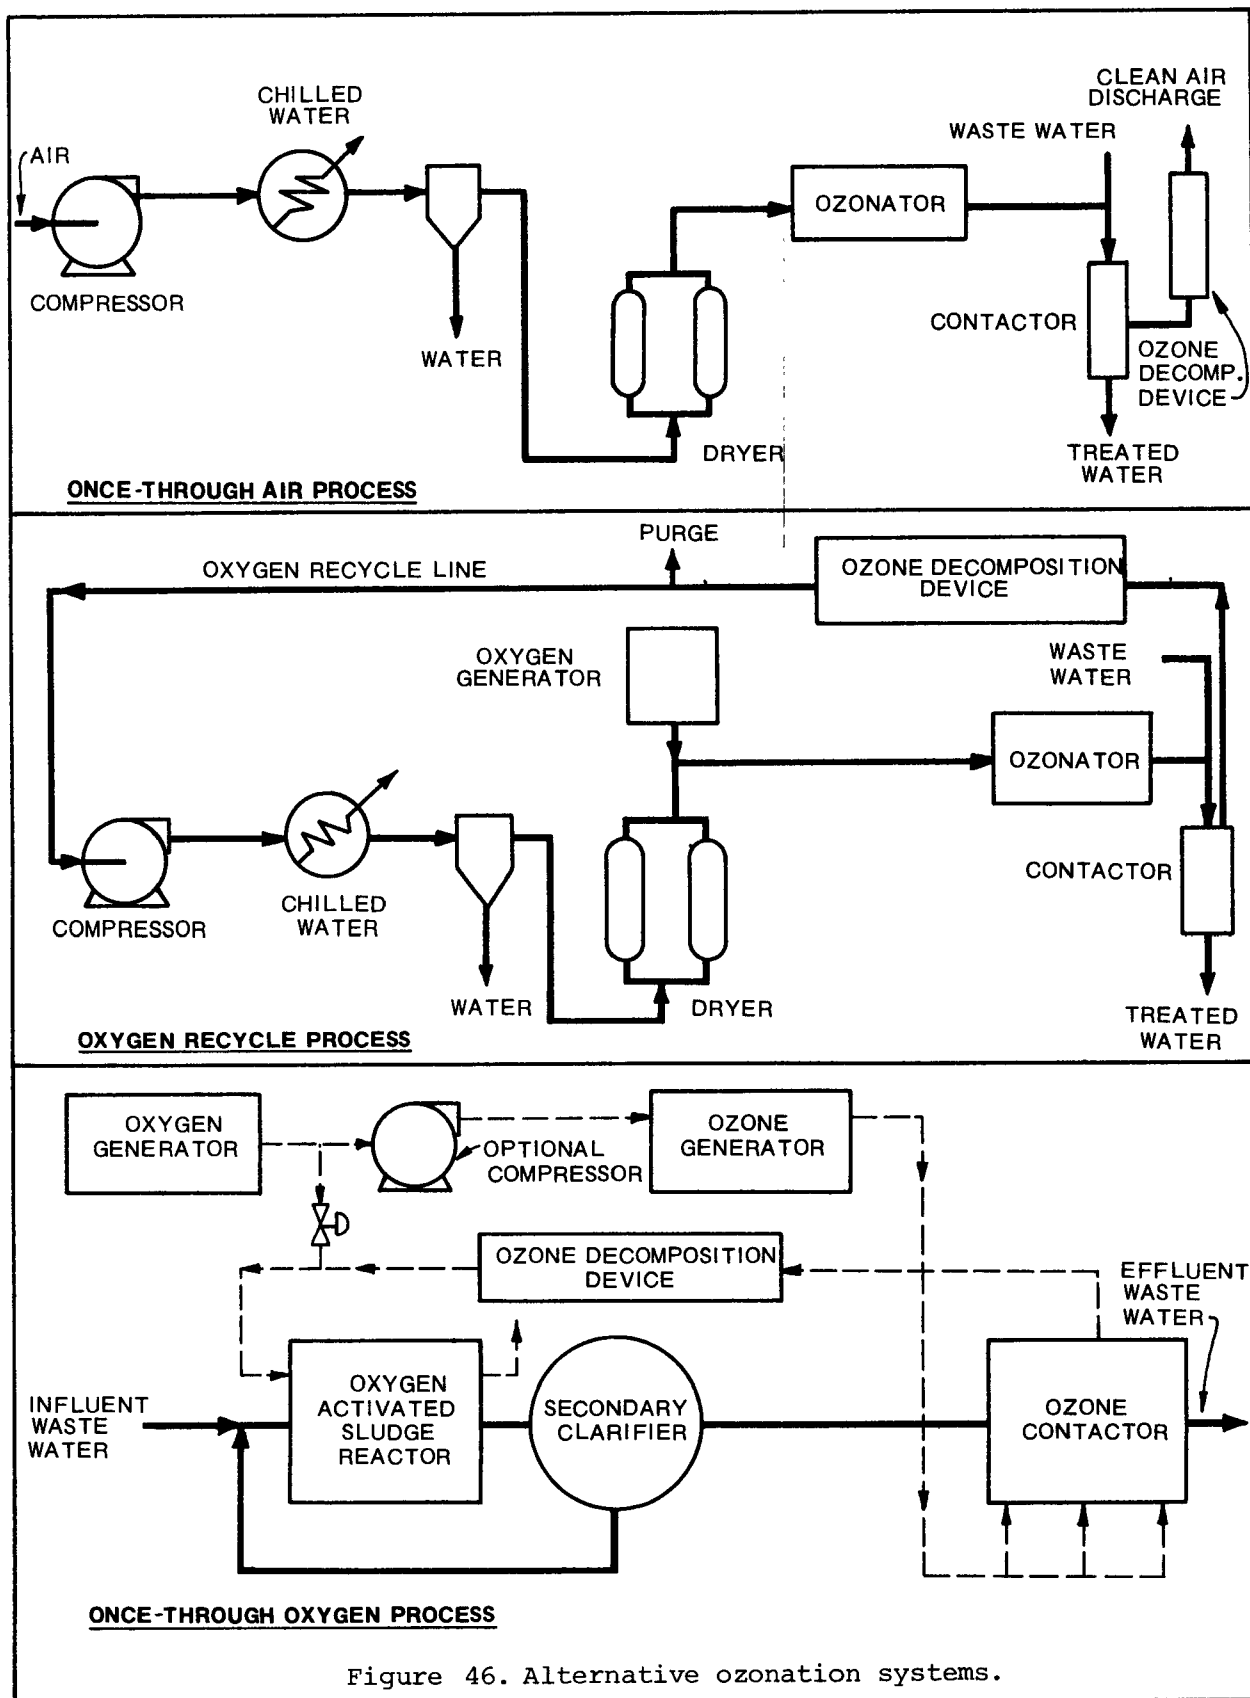 CLEAN AIR
DISCHARGE
CHILLED
WATER
WASTE WATER
AIR
OZONATOR
COMPRESSOR
CONTACTOR
WATER
OZONE
DECOMP.
DEVICE
DRYER
TREATED
WATER
ONCE-THROUGH AIR PROCESS
PURGE
OXYGEN RECYCLE LINE
OZONE DECOMPOSITION
DEVICE
OXYGEN
GENERATOR
WASTE
WATER
OZONATOR
CONTACTOR
CHILLED
WATER
COMPRESSOR
WATER
DRYER
TREATED
WATER
OXYGEN RECYCLE PROCESS
OXYGEN
GENERATOR
OPTIONAL
COMPRESSOR
OZONE
GENERATOR
OZONE DECOMPOSITION
DEVICE
EFFLUENT
WASTE
WATER
INFLUENT
WASTE
WATER
OXYGEN
ACTIVATED
SLUDGE
REACTOR
SECONDARY
CLARIFIER
OZONE
CONTACTOR
ONCE-THROUGH OXYGEN PROCESS
Figure 46. Alternative ozonation systems.